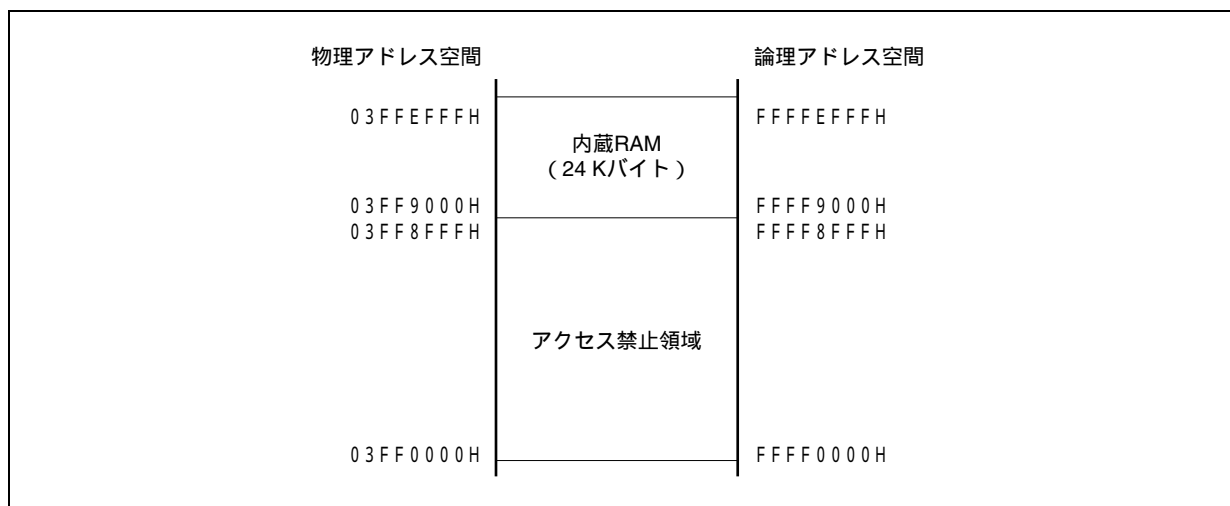 物理アドレス空間 論理アドレス空間
03FFEFFFH FFFFEFFFH
内蔵RAM
(24 Kバイト)
03FF9000H FFFF9000H
03FF8FFFH FFFF8FFFH
アクセス禁止領域
03FF0000H FFFF0000H